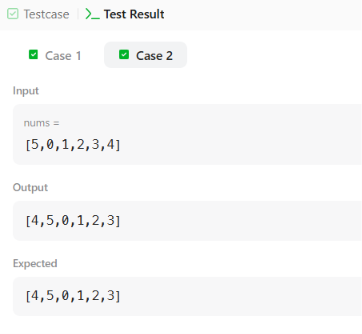 Testcase
Test Result
Case 1
Case 2
Input
nums =
[5,0,1,2,3,4]
Output
[4,5,0,1,2,3]
Expected
[4,5,0,1,2,3]